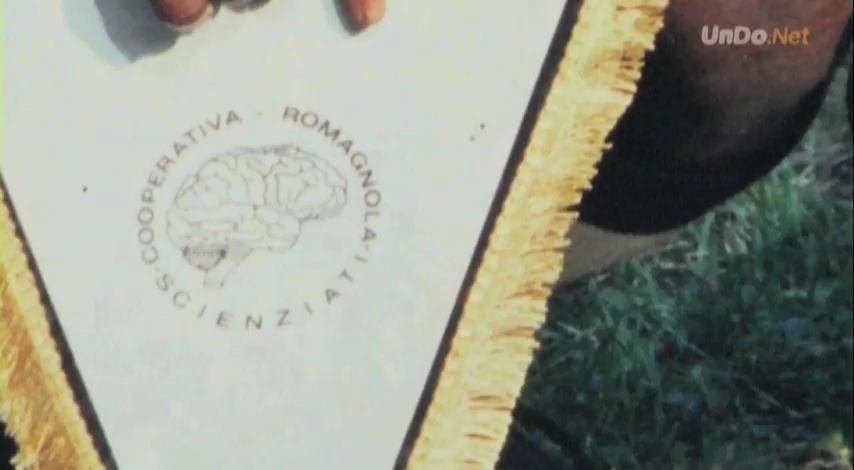 UnDo.Net
COOPERATIVA - ROMAGNOLA - SCIENZIATI -